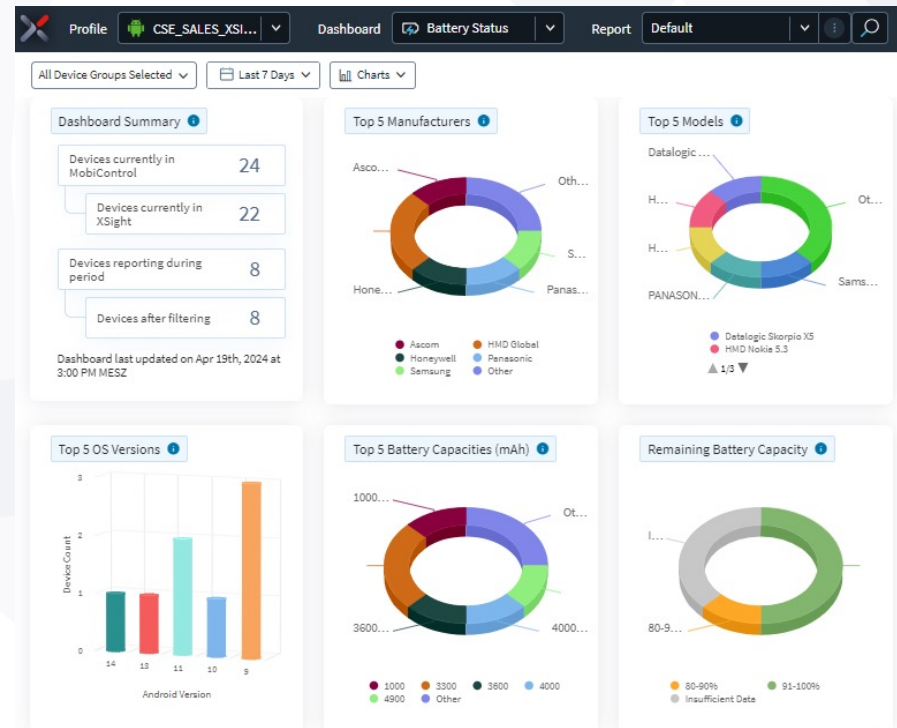 Profile CSE_SALES_XSI... Dashboard Battery Status Report Default
All Device Groups Selected Last 7 Days Charts
Dashboard Summary
Devices currently in
MobiControl
24
Devices currently in
XSight
22
Devices reporting during
period
8
Devices after filtering 8
Dashboard last updated on Apr 19th, 2024 at
3:00 PM MESZ
Top 5 Manufacturers
Asco...
Oth...
S...
Hone...
Panas...
Ascom HMD Global
Honeywell Panasonic
Samsung Other
Top 5 Models
Datalogic ...
H...
Ot...
H...
Sams...
PANASON...
Datalogic Skorpio X5
HMD Nokia 5.3
1/3
Top 5 OS Versions
3
2
1
0
Device Count
14 13 11 10 9
Android Version
Top 5 Battery Capacities (mAh)
1000...
Ot...
3600...
4000...
1000 3300 3600 4000
4900 Other
Remaining Battery Capacity
I...
80-9...
80-90% 91-100%
Insufficient Data